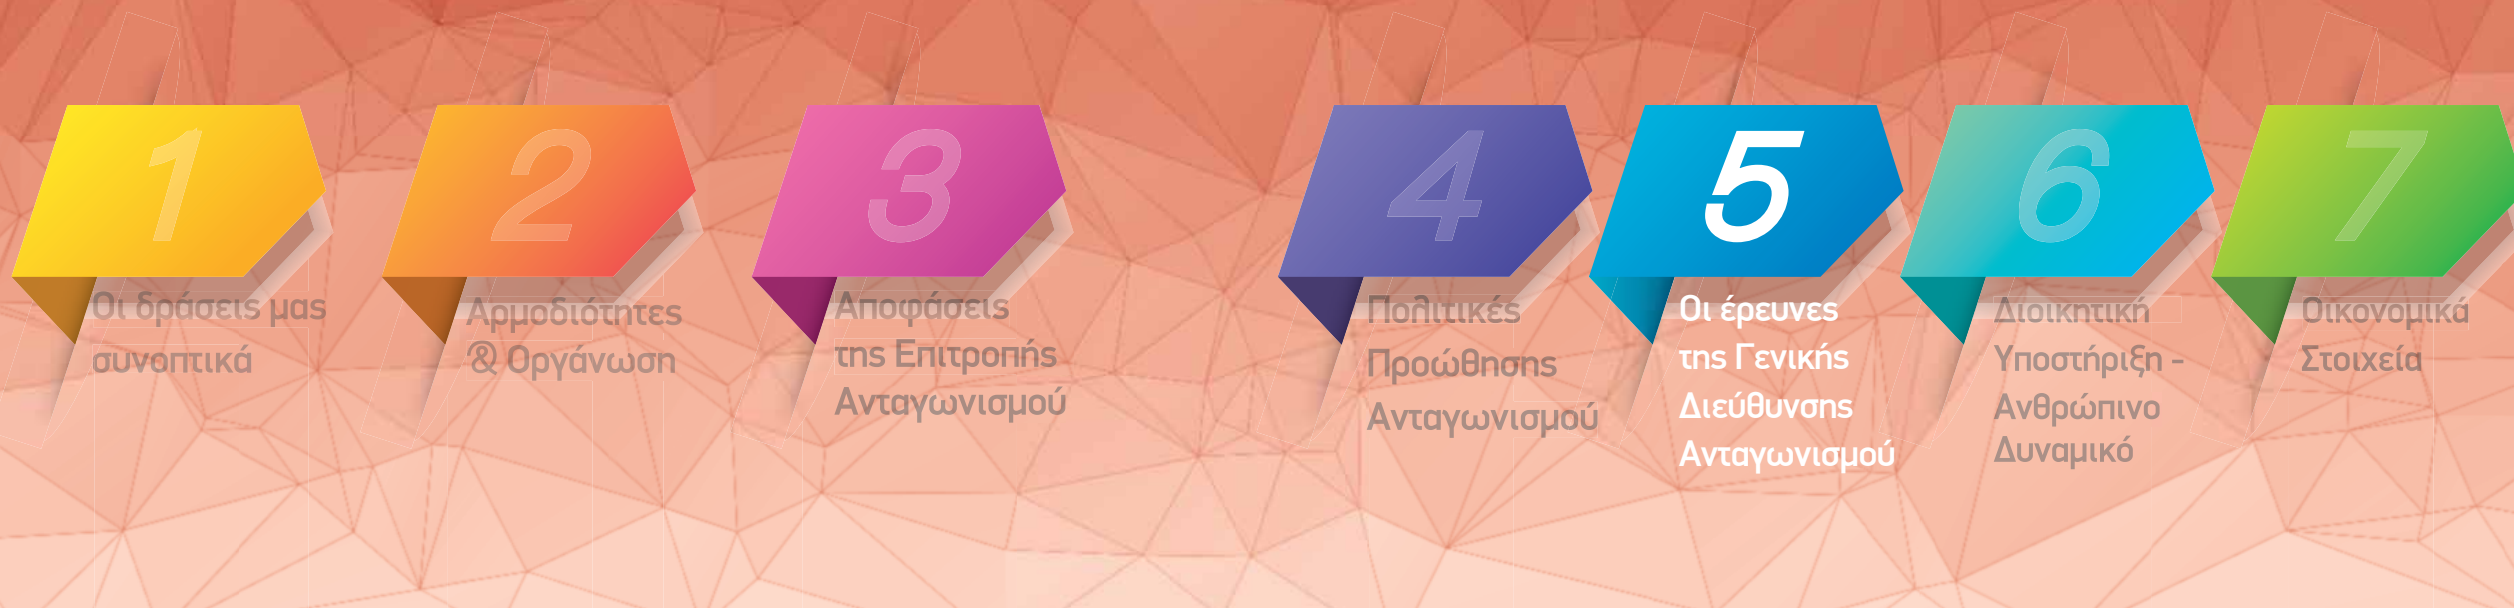 1
Οι δράσεις μας
συνοπτικά
2
Αρμοδιότητες
& Οργάνωση
3
Αποφάσεις
της Επιτροπής
Ανταγωνισμού
4
Πολιτικές
Προώθησης
Ανταγωνισμού
5
Οι έρευνες
της Γενικής
Διεύθυνσης
Ανταγωνισμού
6
Διοικητική
Υποστήριξη -
Ανθρώπινο
Δυναμικό
7
Οικονομικά
Στοιχεία